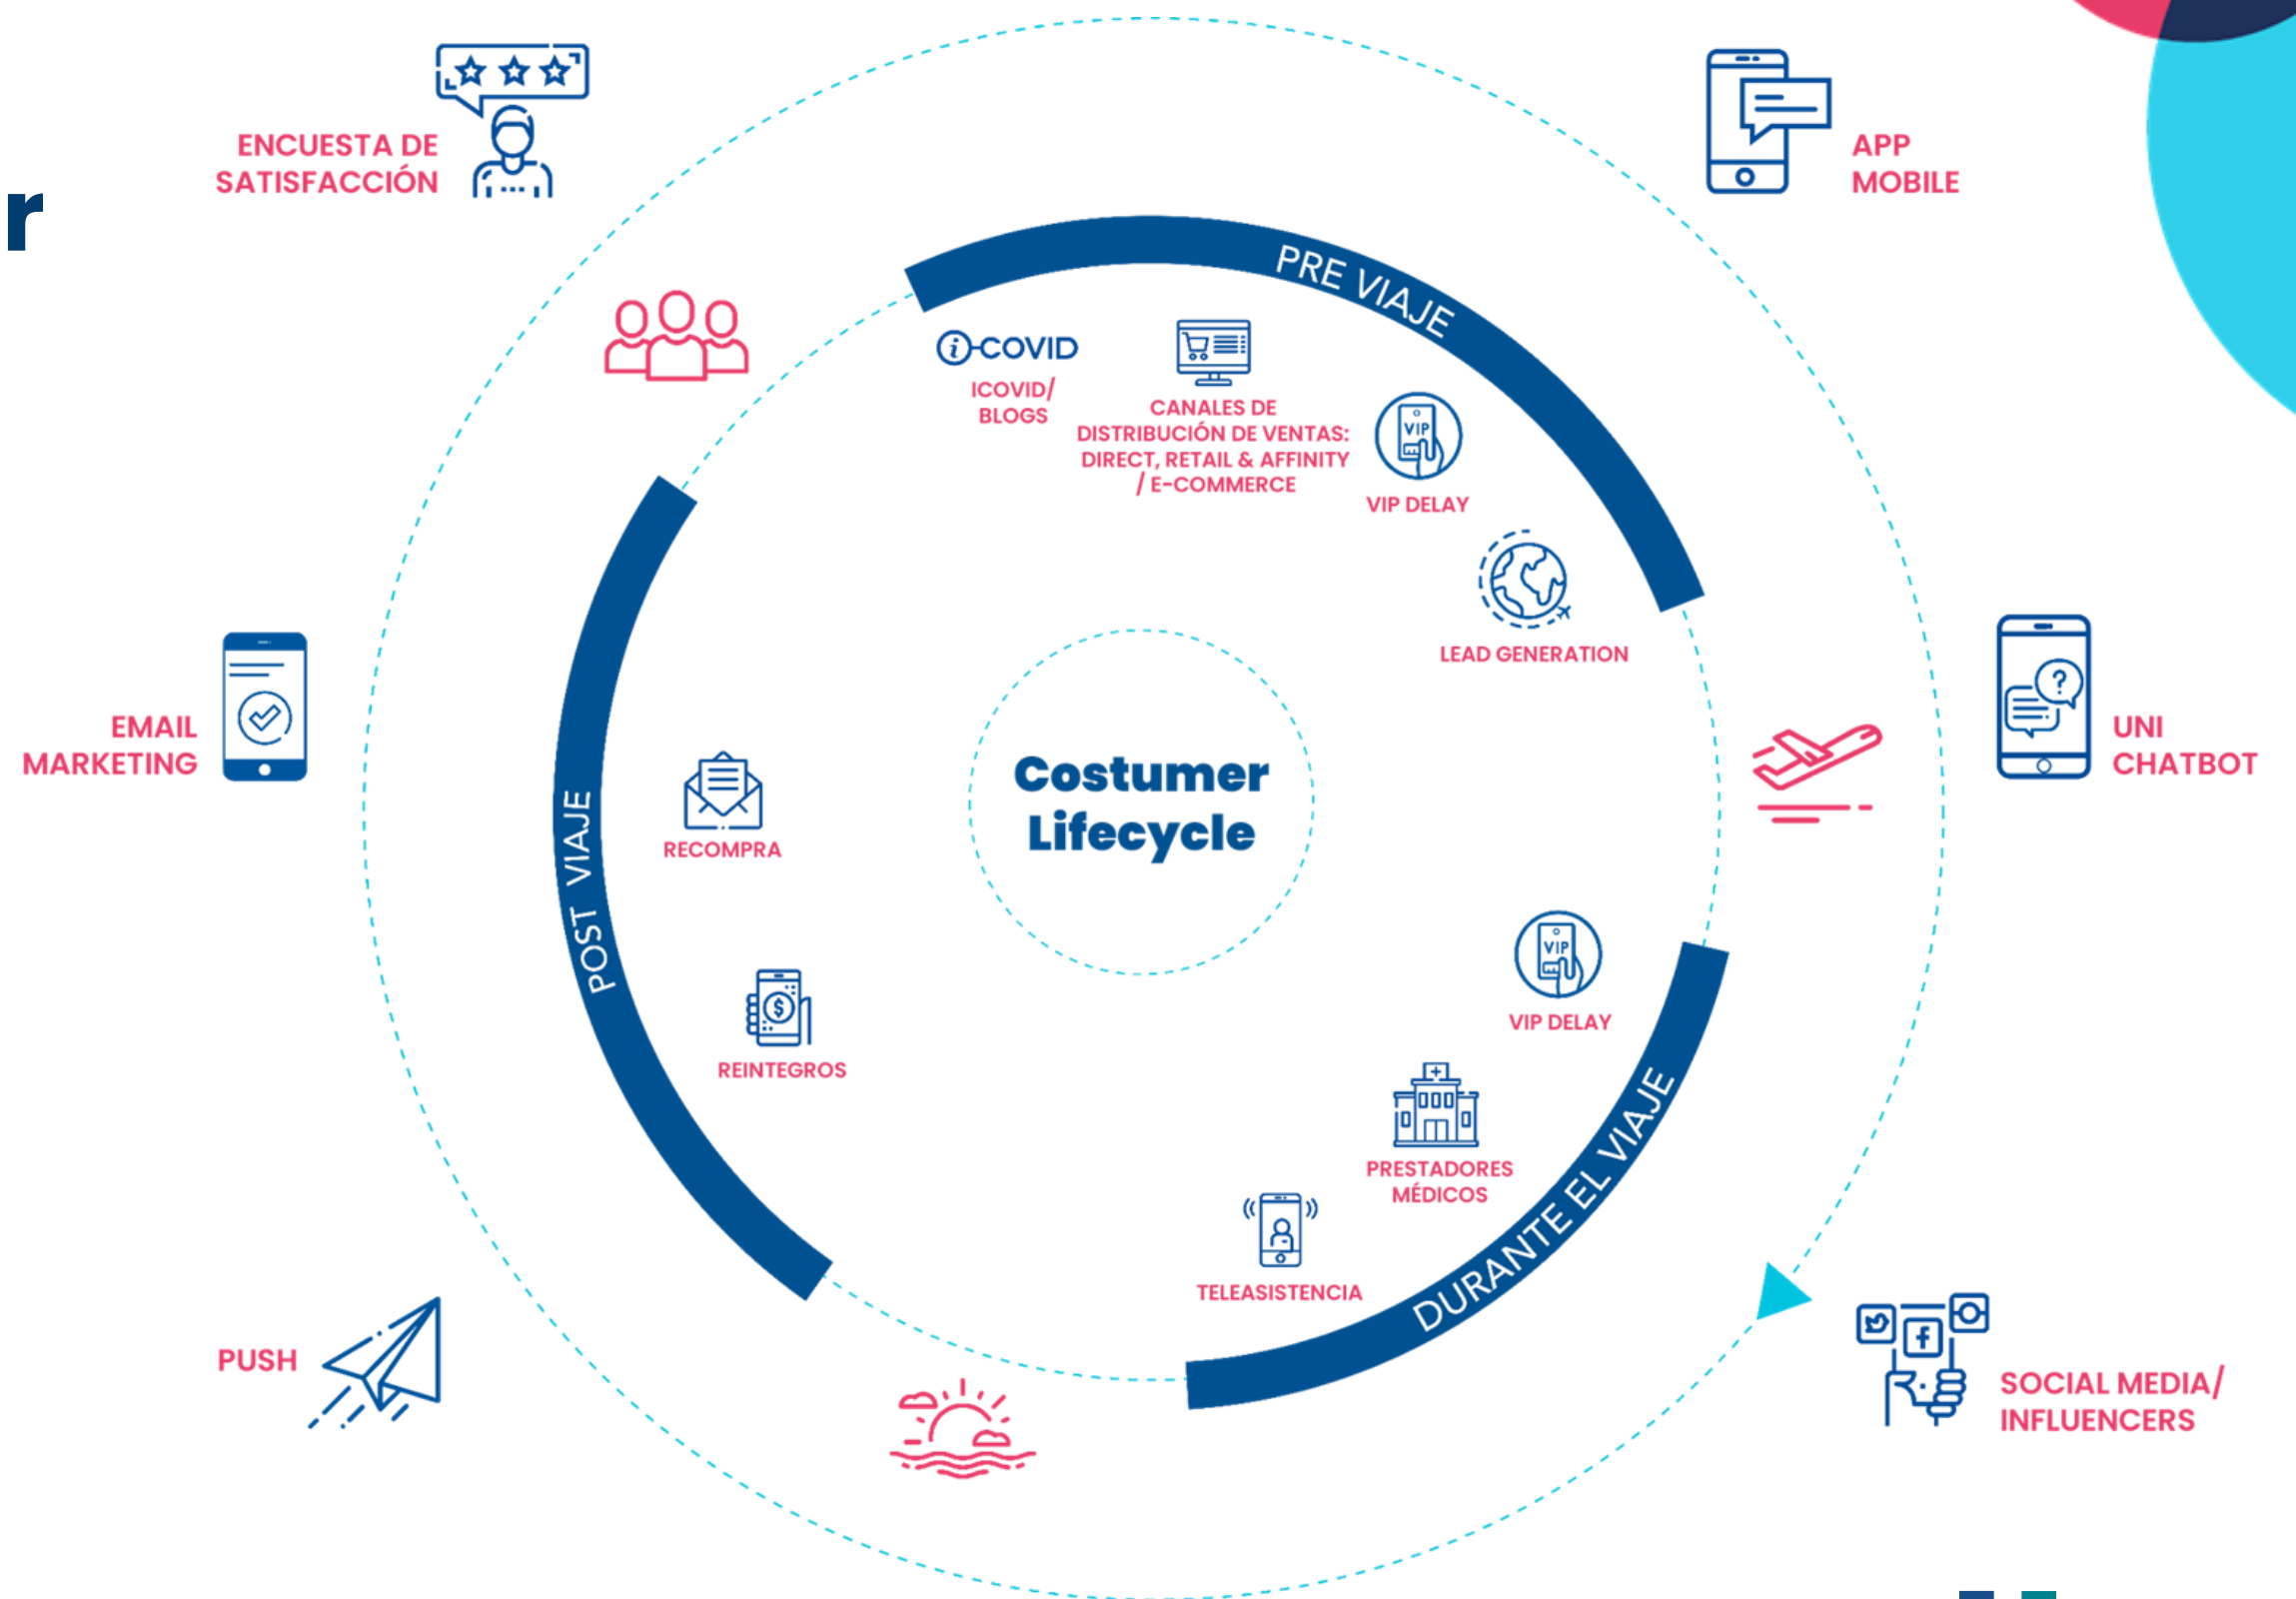 r
ENCUESTA DE
SATISFACCIÓN
APP
MOBILE
PRE VIAJE
i-COVID
ICOVID/
BLOGS
CANALES DE
DISTRIBUCIÓN DE VENTAS:
DIRECT, RETAIL & AFFINITY
/ E-COMMERCE
VIP
VIP DELAY
LEAD GENERATION
EMAIL
MARKETING
UNI
CHATBOT
Costumer
Lifecycle
POST VIAJE
RECOMPRA
REINTEGROS
VIP
VIP DELAY
PRESTADORES
MÉDICOS
TELEASISTENCIA
DURANTE EL VIAJE
PUSH
SOCIAL MEDIA/
INFLUENCERS